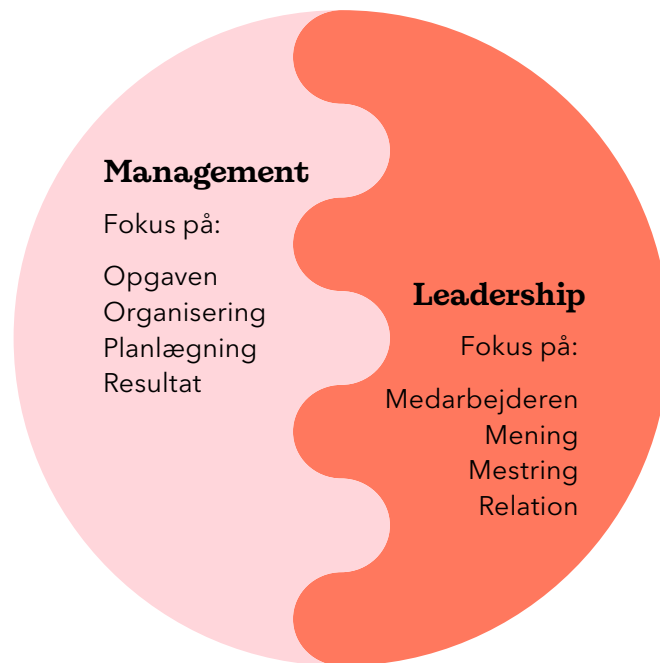 Management
Fokus på:
Opgaven
Organisering
Planlægning
Resultat
Leadership
Fokus på:
Medarbejderen
Mening
Mestring
Relation